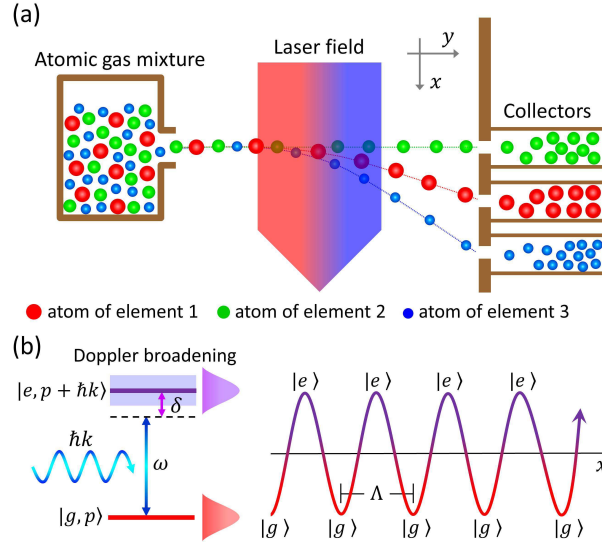 (a)
Atomic gas mixture
Laser field
y
x
Collectors
atom of element 1
atom of element 2
atom of element 3
(b)
Doppler broadening
|e, p + ħk⟩
δ
ħk
ω
|g, p⟩
|e ⟩ |e ⟩ |e ⟩ |e ⟩
x
Λ
|g ⟩ |g ⟩ |g ⟩ |g ⟩ |g ⟩